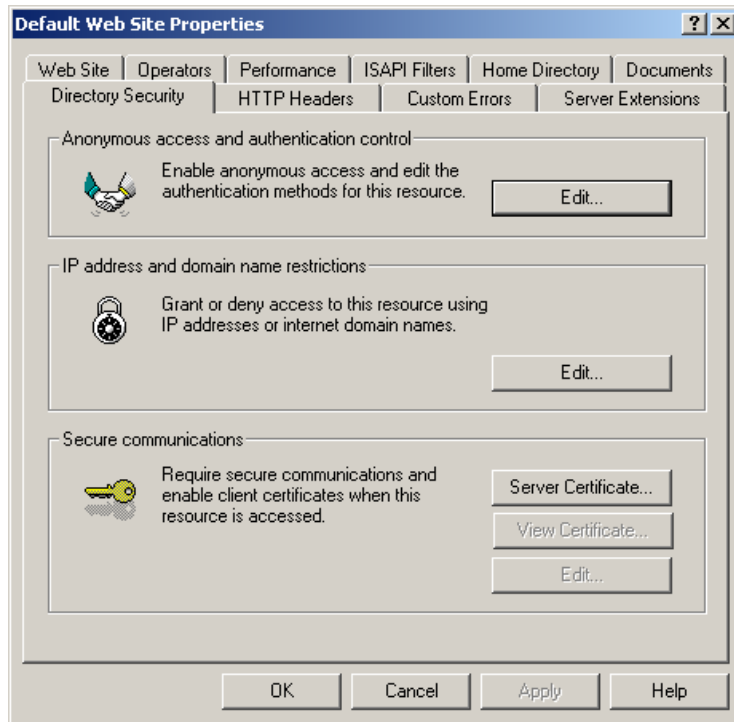 Default Web Site Properties
Web Site
Operators
Performance
ISAPI Filters
Home Directory
Documents
Directory Security
HTTP Headers
Custom Errors
Server Extensions
Anonymous access and authentication control
Enable anonymous access and edit the
authentication methods for this resource.
Edit...
IP address and domain name restrictions
Grant or deny access to this resource using
IP addresses or internet domain names.
Edit...
Secure communications
Require secure communications and
enable client certificates when this
resource is accessed.
Server Certificate...
View Certificate...
Edit...
OK
Cancel
Apply
Help